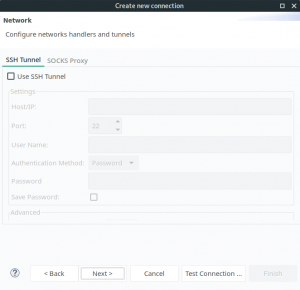 Create new connection
Network
Configure networks handlers and tunnels
SSH Tunnel SOCKS Proxy
Use SSH Tunnel
Settings
Host/IP:
Port: 22
User Name:
Authentication Method: Password
Password
Save Password:
Advanced
? < Back Next > Cancel Test Connection ... Finish